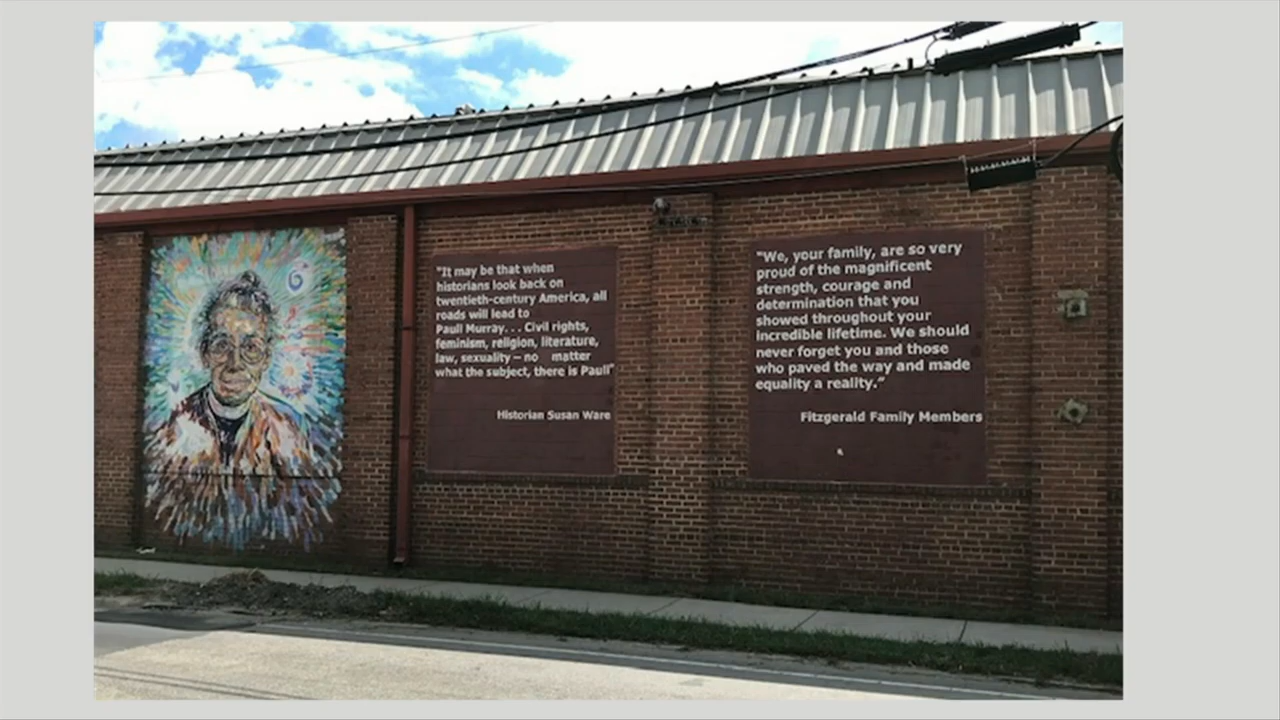 "It may be that when
historians look back on
twentieth-century America, all
roads will lead to
Pauli Murray. . . Civil rights,
feminism, religion, literature,
law, sexuality – no matter
what the subject, there is Pauli"
Historian Susan Ware
"We, your family, are so very
proud of the magnificent
strength, courage and
determination that you
showed throughout your
incredible lifetime. We should
never forget you and those
who paved the way and made
equality a reality."
Fitzgerald Family Members